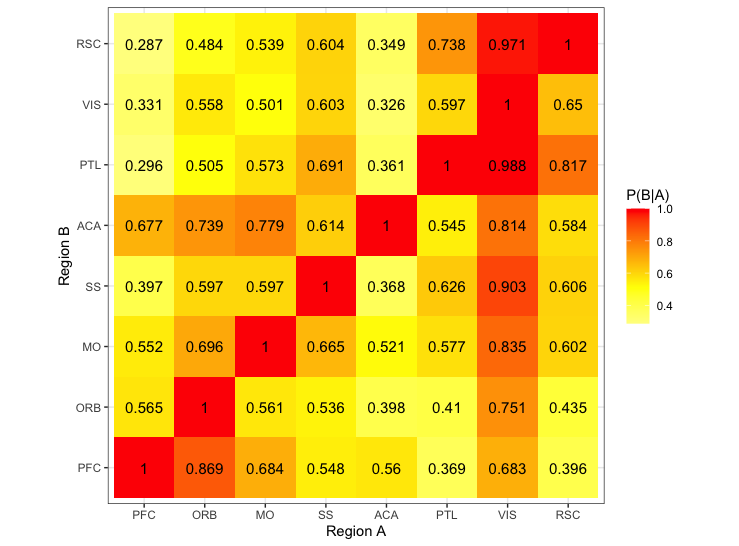 RSC 0.287 0.484 0.539 0.604 0.349 0.738 0.971 1
VIS 0.331 0.558 0.501 0.603 0.326 0.597 1 0.65
PTL 0.296 0.505 0.573 0.691 0.361 1 0.988 0.817
ACA 0.677 0.739 0.779 0.614 1 0.545 0.814 0.584
SS 0.397 0.597 0.597 1 0.368 0.626 0.903 0.606
MO 0.552 0.696 1 0.665 0.521 0.577 0.835 0.602
ORB 0.565 1 0.561 0.536 0.398 0.41 0.751 0.435
PFC 1 0.869 0.684 0.548 0.56 0.369 0.683 0.396
PFC ORB MO SS ACA PTL VIS RSC
Region A
Region B
P(B|A)
1.0
0.8
0.6
0.4